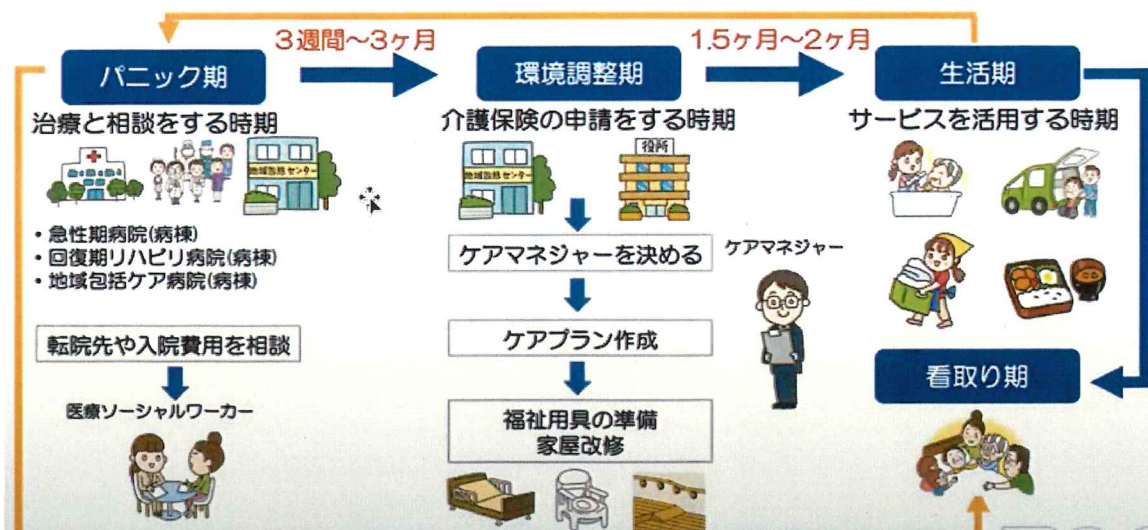 3週間~3ヶ月
1.5ヶ月~2ヶ月
パニック期
環境調整期
生活期
治療と相談をする時期
介護保険の申請をする時期
サービスを活用する時期
地域包括センター
地域包括センター
役所
・急性期病院(病棟)
・回復期リハビリ病院(病棟)
・地域包括ケア病院(病棟)
ケアマネジャーを決める
ケアマネジャー
転院先や入院費用を相談
ケアプラン作成
看取り期
医療ソーシャルワーカー
福祉用具の準備
家屋改修